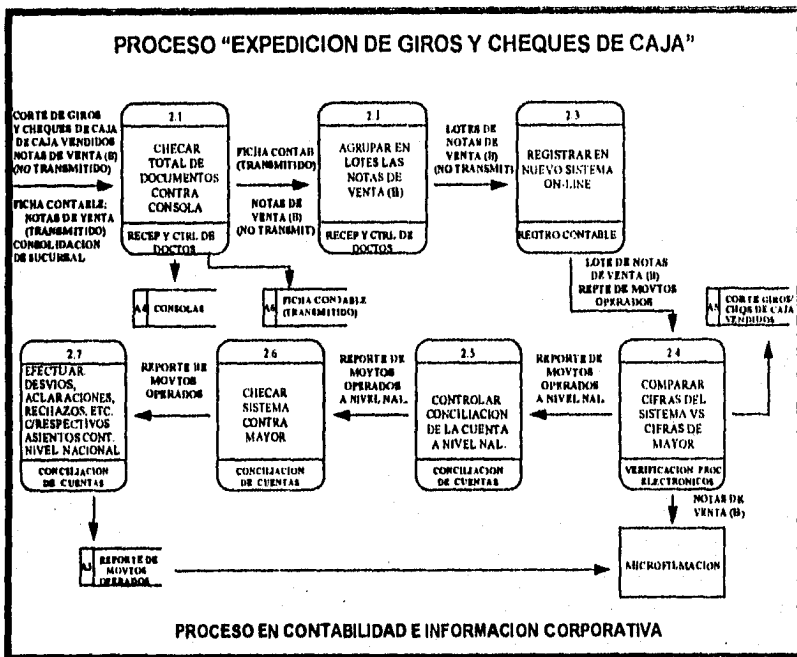 PROCESO "EXPEDICION DE GIROS Y CHEQUES DE CAJA"
CORTE DE GIROS
Y CHEQUES DE CAJA
DE CAJA VENDIDOS
NOTAS DE VENTA (B)
(NO TRANSMITIDO)
FICHA CONTABLE;
NOTAS DE VENTA
(TRANSMITIDO)
CONSOLIDACION
DE SUCURSAL
2.1
CHECAR
TOTAL DE
DOCUMENTOS
CONTRA
CONSOLA
RECEP Y CTRL DE
DOCTOS
FICHA CONTAB
(TRANSMITIDO)
NOTAS DE
VENTA (B)
(NO TRANSMIT)
AGRUPAR EN
LOTES LAS
NOTAS DE
VENTA (B)
RECEP Y CTRL DE
DOCTOS
LOTES DE
NOTAS DE
VENTA (B)
(NO TRANSMIT)
2.3
REGISTRAR EN
NUEVO SISTEMA
ON-LINE
REGTRO CONTABLE
A4 CONSOLAS
A6 FICHA CONTABLE
(TRANSMITIDO)
LOTE DE NOTAS
DE VENTA (B)
REPTE DE MOVTOS
OPERADOS
A5 CORTE GIROS/
CHQS DE CAJA
VENDIDOS
2.7
EFECTUAR
DESVIOS,
ACLARACIONES,
RECHAZOS, ETC.
C/RESPECTIVOS
ASIENTOS CONT.
NIVEL NACIONAL
CONCILIACION
DE CUENTAS
REPORTE DE
MOVTOS
OPERADOS
2.6
CHECAR
SISTEMA
CONTRA
MAYOR
CONCILIACION
DE CUENTAS
REPORTE DE
MOVTOS
OPERADOS
A NIVEL NAL.
2.5
CONTROLAR
CONCILIACION
DE LA CUENTA
A NIVEL NAL.
CONCILIACION
DE CUENTAS
REPORTE DE
MOVTOS
OPERADOS
A NIVEL NAL.
2.4
COMPARAR
CIFRAS DEL
SISTEMA VS
CIFRAS DE
MAYOR
VERIFICACION PROC
ELECTRONICOS
NOTAS DE
VENTA (B)
A3 REPORTE DE
MOVTOS
OPERADOS
MICROFILMACION
PROCESO EN CONTABILIDAD E INFORMACION CORPORATIVA